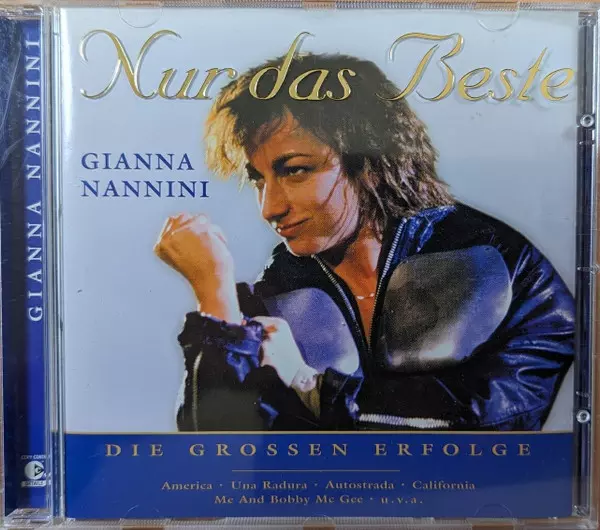 Nur das Beste
GIANNA
NANNINI
GIANNA NANNINI
DIE GROSSEN ERFOLGE
America · Una Radura · Autostrada · California
Me And Bobby Mc Gee · u.v.a.